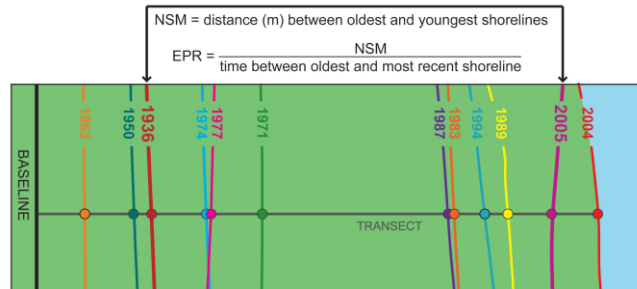 NSM = distance (m) between oldest and youngest shorelines
EPR = NSM
time between oldest and most recent shoreline
BASELINE
1963
1950
1936
1974
1977
1971
1987
1983
1994
1989
2005
2004
TRANSECT